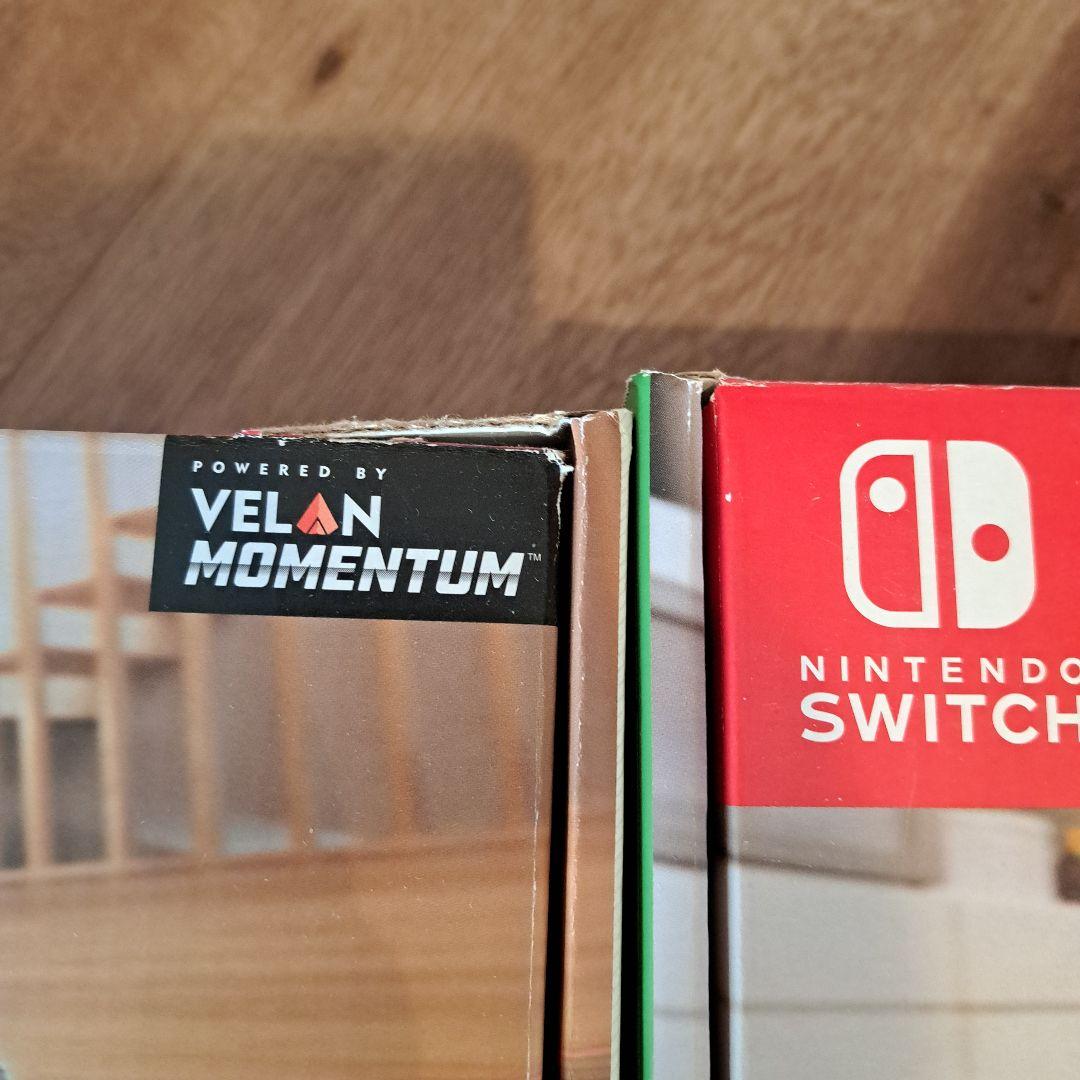 POWERED BY
VELAN
MOMENTUM™
NINTENDO
SWITCH